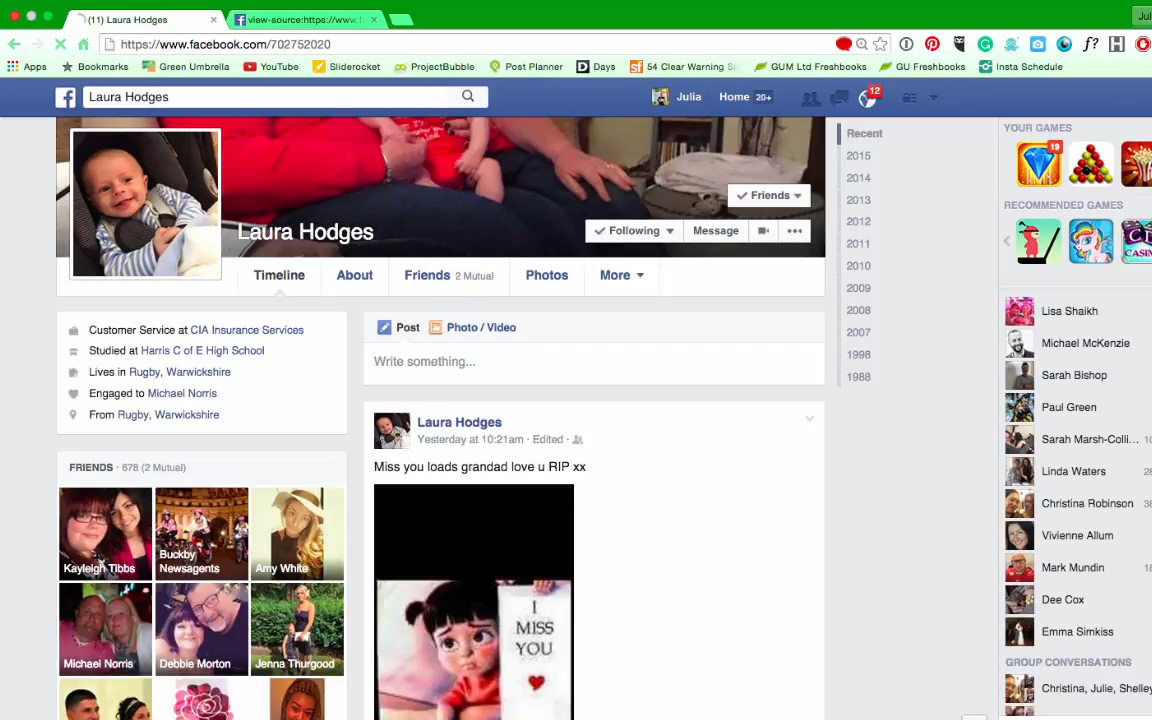 (11) Laura Hodges
view-source:https://www.f
Jul
https://www.facebook.com/702752020
f?
Apps
Bookmarks
Green Umbrella
YouTube
Sliderocket
ProjectBubble
Post Planner
Days
54 Clear Warning Si
GUM Ltd Freshbooks
GU Freshbooks
Insta Schedule
Laura Hodges
Julia
Home 20+
12
Laura Hodges
Friends
Following
Message
Timeline
About
Friends 2 Mutual
Photos
More
Recent
2015
2014
2013
2012
2011
2010
2009
2008
2007
1998
1988
Customer Service at CIA Insurance Services
Studied at Harris C of E High School
Lives in Rugby, Warwickshire
Engaged to Michael Norris
From Rugby, Warwickshire
FRIENDS · 678 (2 Mutual)
Kayleigh Tibbs
Buckby
Newsagents
Amy White
Michael Norris
Debbie Morton
Jenna Thurgood
Post
Photo / Video
Write something...
Laura Hodges
Yesterday at 10:21am · Edited ·
Miss you loads grandad love u RIP xx
I
MISS
YOU
YOUR GAMES
19
RECOMMENDED GAMES
Lisa Shaikh
Michael McKenzie
Sarah Bishop
Paul Green
Sarah Marsh-Colli...
Linda Waters
Christina Robinson
Vivienne Allum
Mark Mundin
Dee Cox
Emma Simkiss
GROUP CONVERSATIONS
Christina, Julie, Shelley